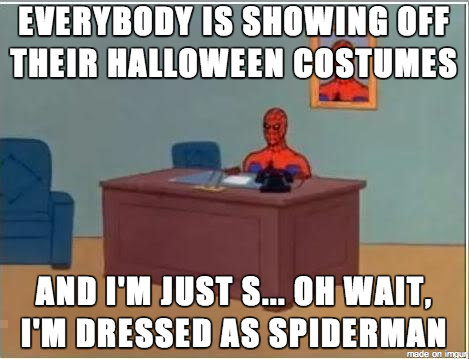 EVERYBODY IS SHOWING OFF
THEIR HALLOWEEN COSTUMES
AND I'M JUST S... OH WAIT,
I'M DRESSED AS SPIDERMAN
made on imgur